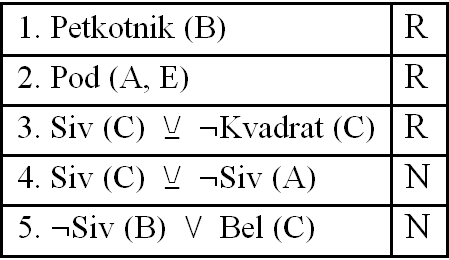 1. Petkotnik (B) R
2. Pod (A, E) R
3. Siv (C) ⊻ ¬Kvadrat (C) R
4. Siv (C) ⊻ ¬Siv (A) N
5. ¬Siv (B) ∨ Bel (C) N